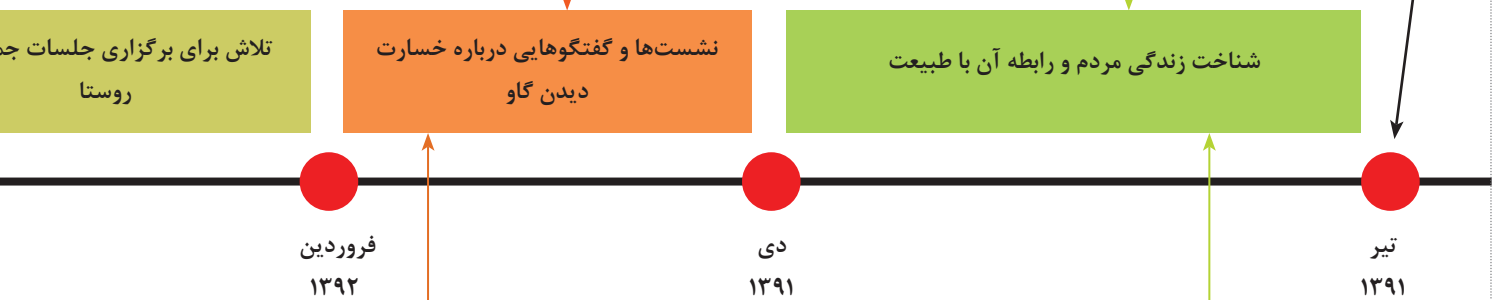 شناخت زندگی مردم و رابطه آن با طبیعت
نشست‌ها و گفتگوهایی درباره خسارت
دیدن گاو
تلاش برای برگزاری جلسات
روستا
تیر
۱۳۹۱
دی
۱۳۹۱
فروردین
۱۳۹۲